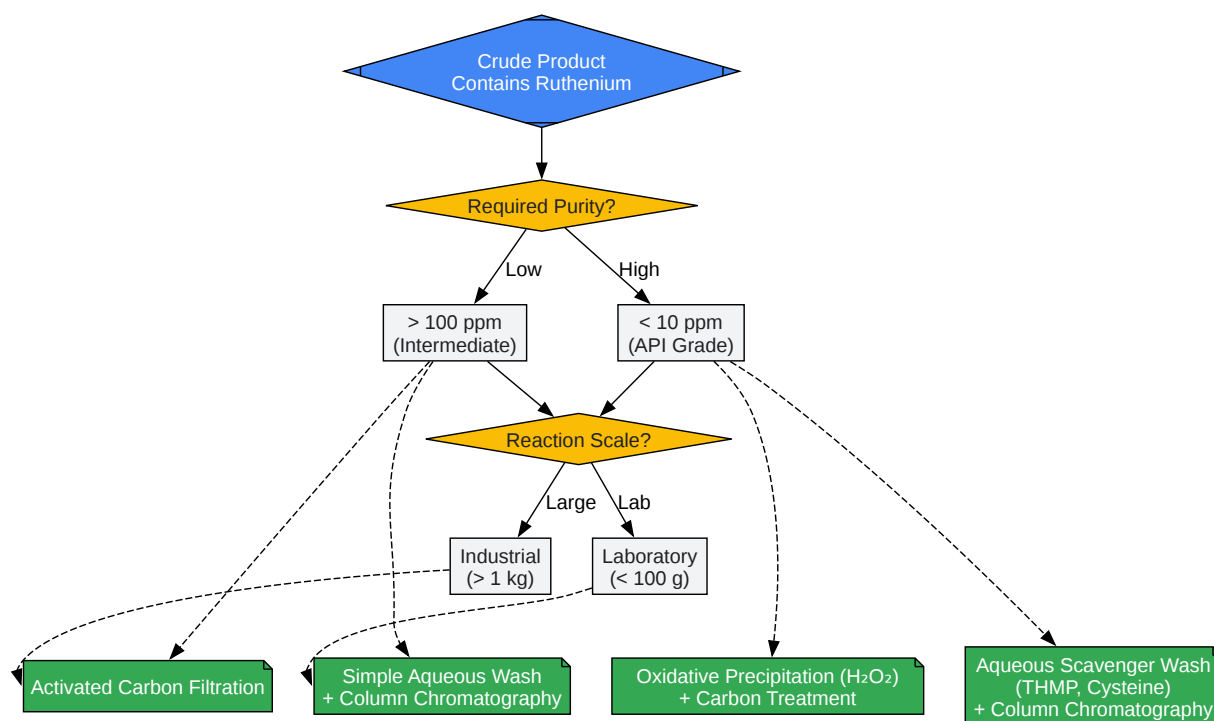 Crude Product
Contains Ruthenium
Required Purity?
Low
High
> 100 ppm
(Intermediate)
< 10 ppm
(API Grade)
Reaction Scale?
Large
Lab
Industrial
(> 1 kg)
Laboratory
(< 100 g)
Activated Carbon Filtration
Simple Aqueous Wash
+ Column Chromatography
Oxidative Precipitation (H₂O₂)
+ Carbon Treatment
Aqueous Scavenger Wash
(THMP, Cysteine)
+ Column Chromatography